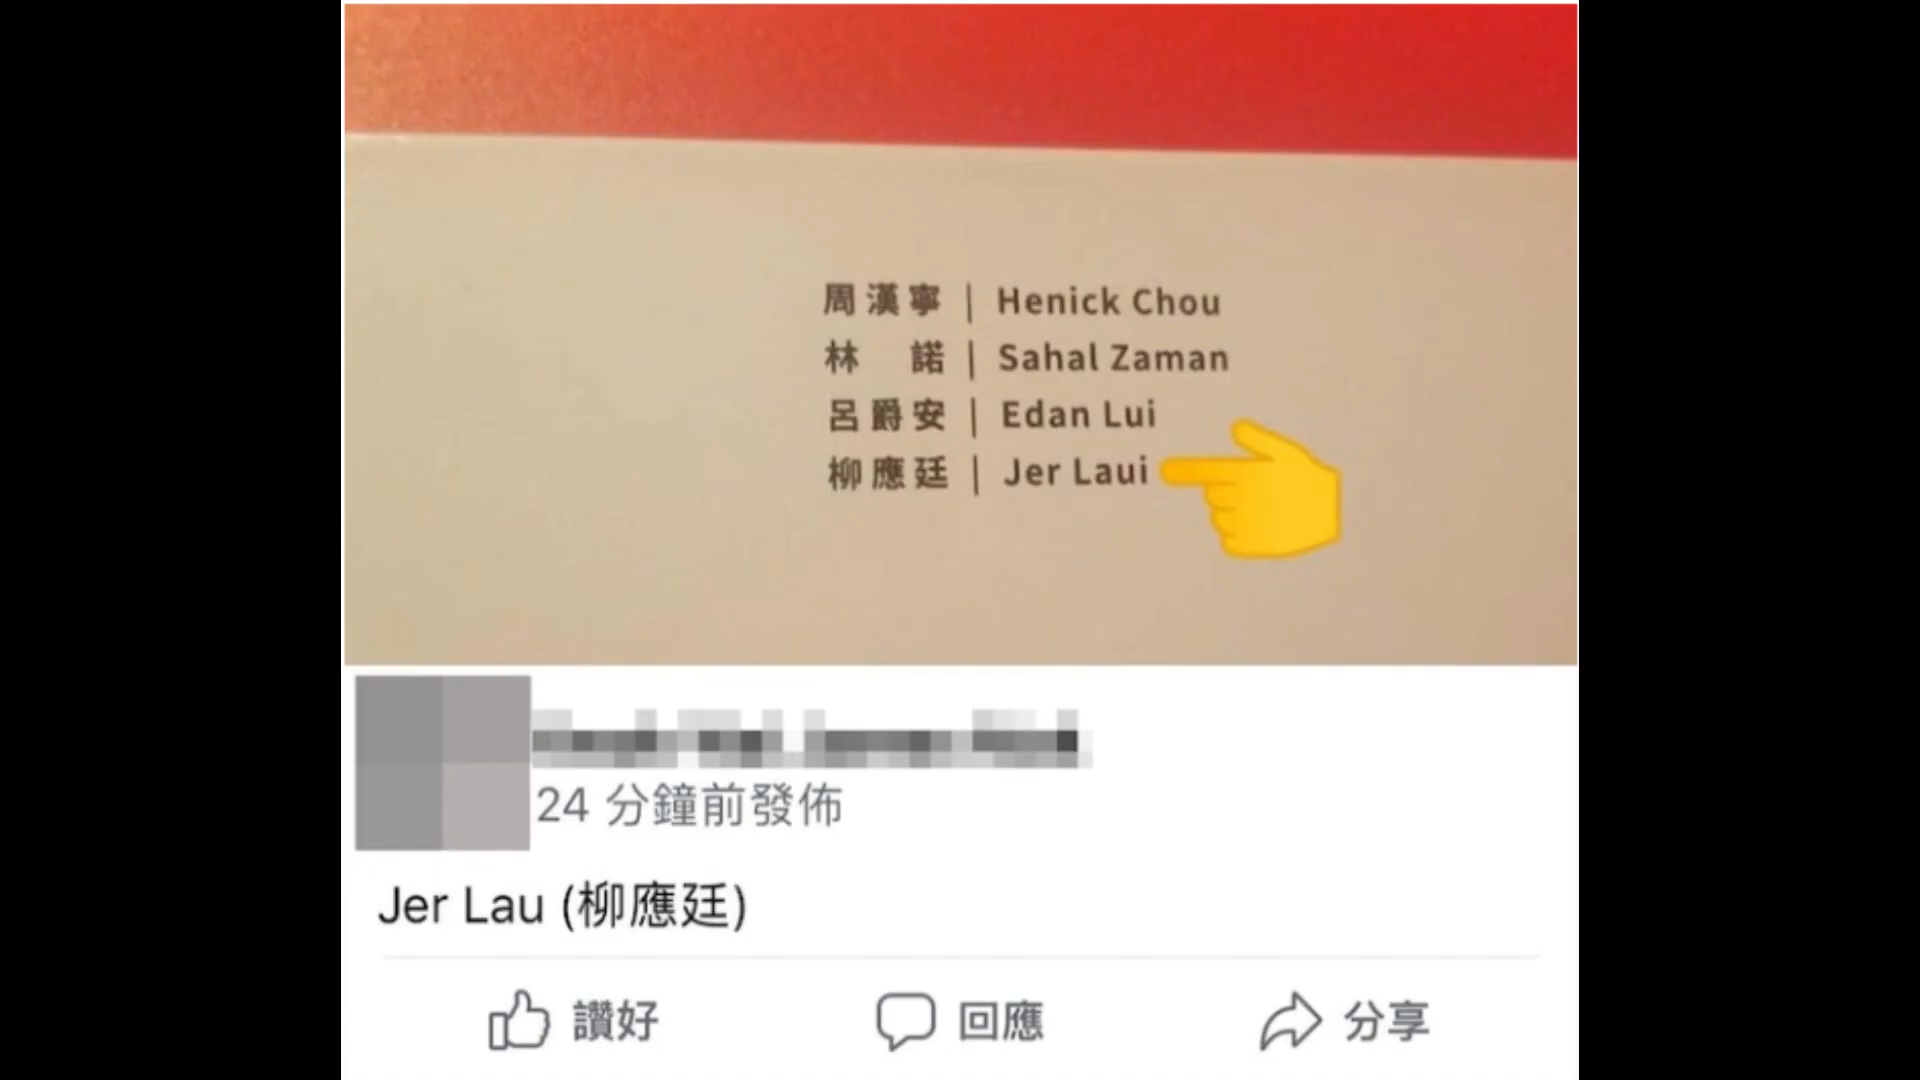 周漢寧 | Henick Chou
林 諾 | Sahal Zaman
呂爵安 | Edan Lui
柳應廷 | Jer Laui
24 分鐘前發佈
Jer Lau (柳應廷)
讚好
回應
分享